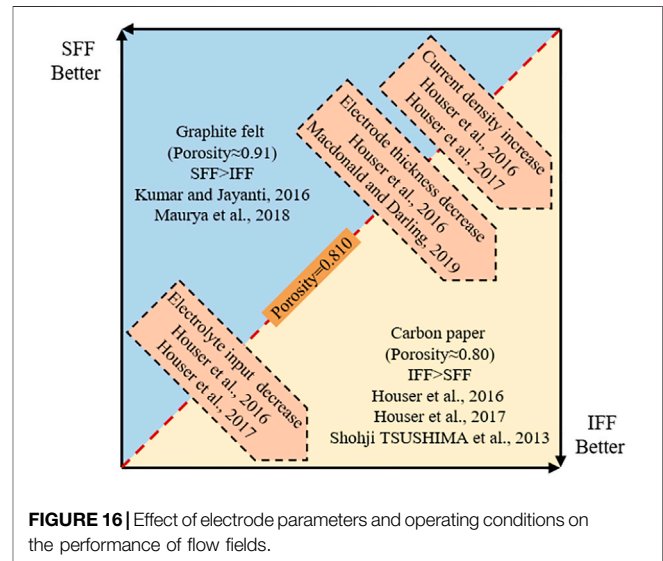 SFF
Better
Graphite felt
(Porosity≈0.91)
SFF>IFF
Kumar and Jayanti, 2016
Maurya et al., 2018
Current density increase
Houser et al., 2016
Houser et al., 2017
Electrode thickness decrease
Houser et al., 2016
Macdonald and Darling, 2019
Porosity=0.810
Electrolyte input decrease
Houser et al., 2016
Houser et al., 2017
Carbon paper
(Porosity≈0.80)
IFF>SFF
Houser et al., 2016
Houser et al., 2017
Shohji TSUSHIMA et al., 2013
IFF
Better
FIGURE 16 | Effect of electrode parameters and operating conditions on
the performance of flow fields.